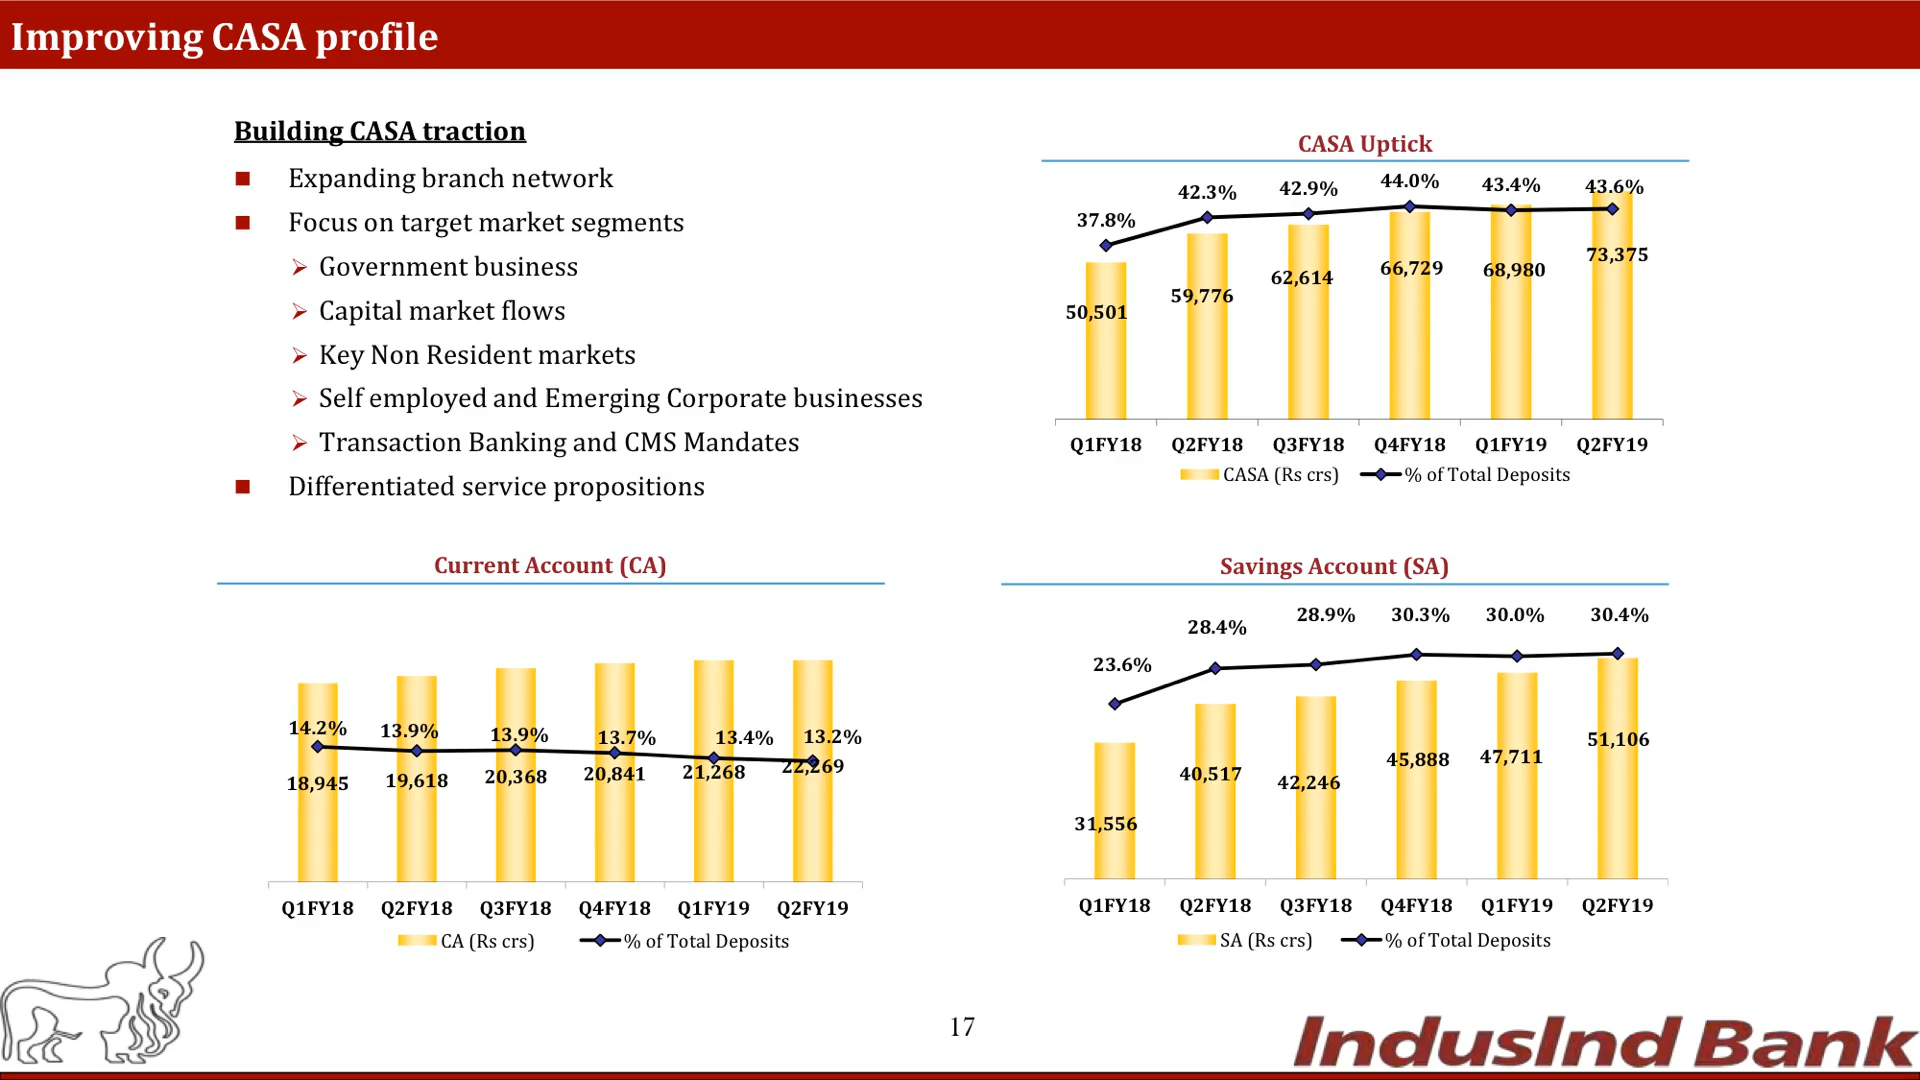 Improving CASA profile
Building CASA traction
Expanding branch network
Focus on target market segments
Government business
Capital market flows
Key Non Resident markets
Self employed and Emerging Corporate businesses
Transaction Banking and CMS Mandates
Differentiated service propositions
CASA Uptick
37.8% 42.3% 42.9% 44.0% 43.4% 43.6%
50,501 59,776 62,614 66,729 68,980 73,375
Q1FY18 Q2FY18 Q3FY18 Q4FY18 Q1FY19 Q2FY19
CASA (Rs crs) % of Total Deposits
Current Account (CA)
14.2% 13.9% 13.9% 13.7% 13.4% 13.2%
18,945 19,618 20,368 20,841 21,268 22,269
Q1FY18 Q2FY18 Q3FY18 Q4FY18 Q1FY19 Q2FY19
CA (Rs crs) % of Total Deposits
Savings Account (SA)
23.6% 28.4% 28.9% 30.3% 30.0% 30.4%
31,556 40,517 42,246 45,888 47,711 51,106
Q1FY18 Q2FY18 Q3FY18 Q4FY18 Q1FY19 Q2FY19
SA (Rs crs) % of Total Deposits
17
IndusInd Bank